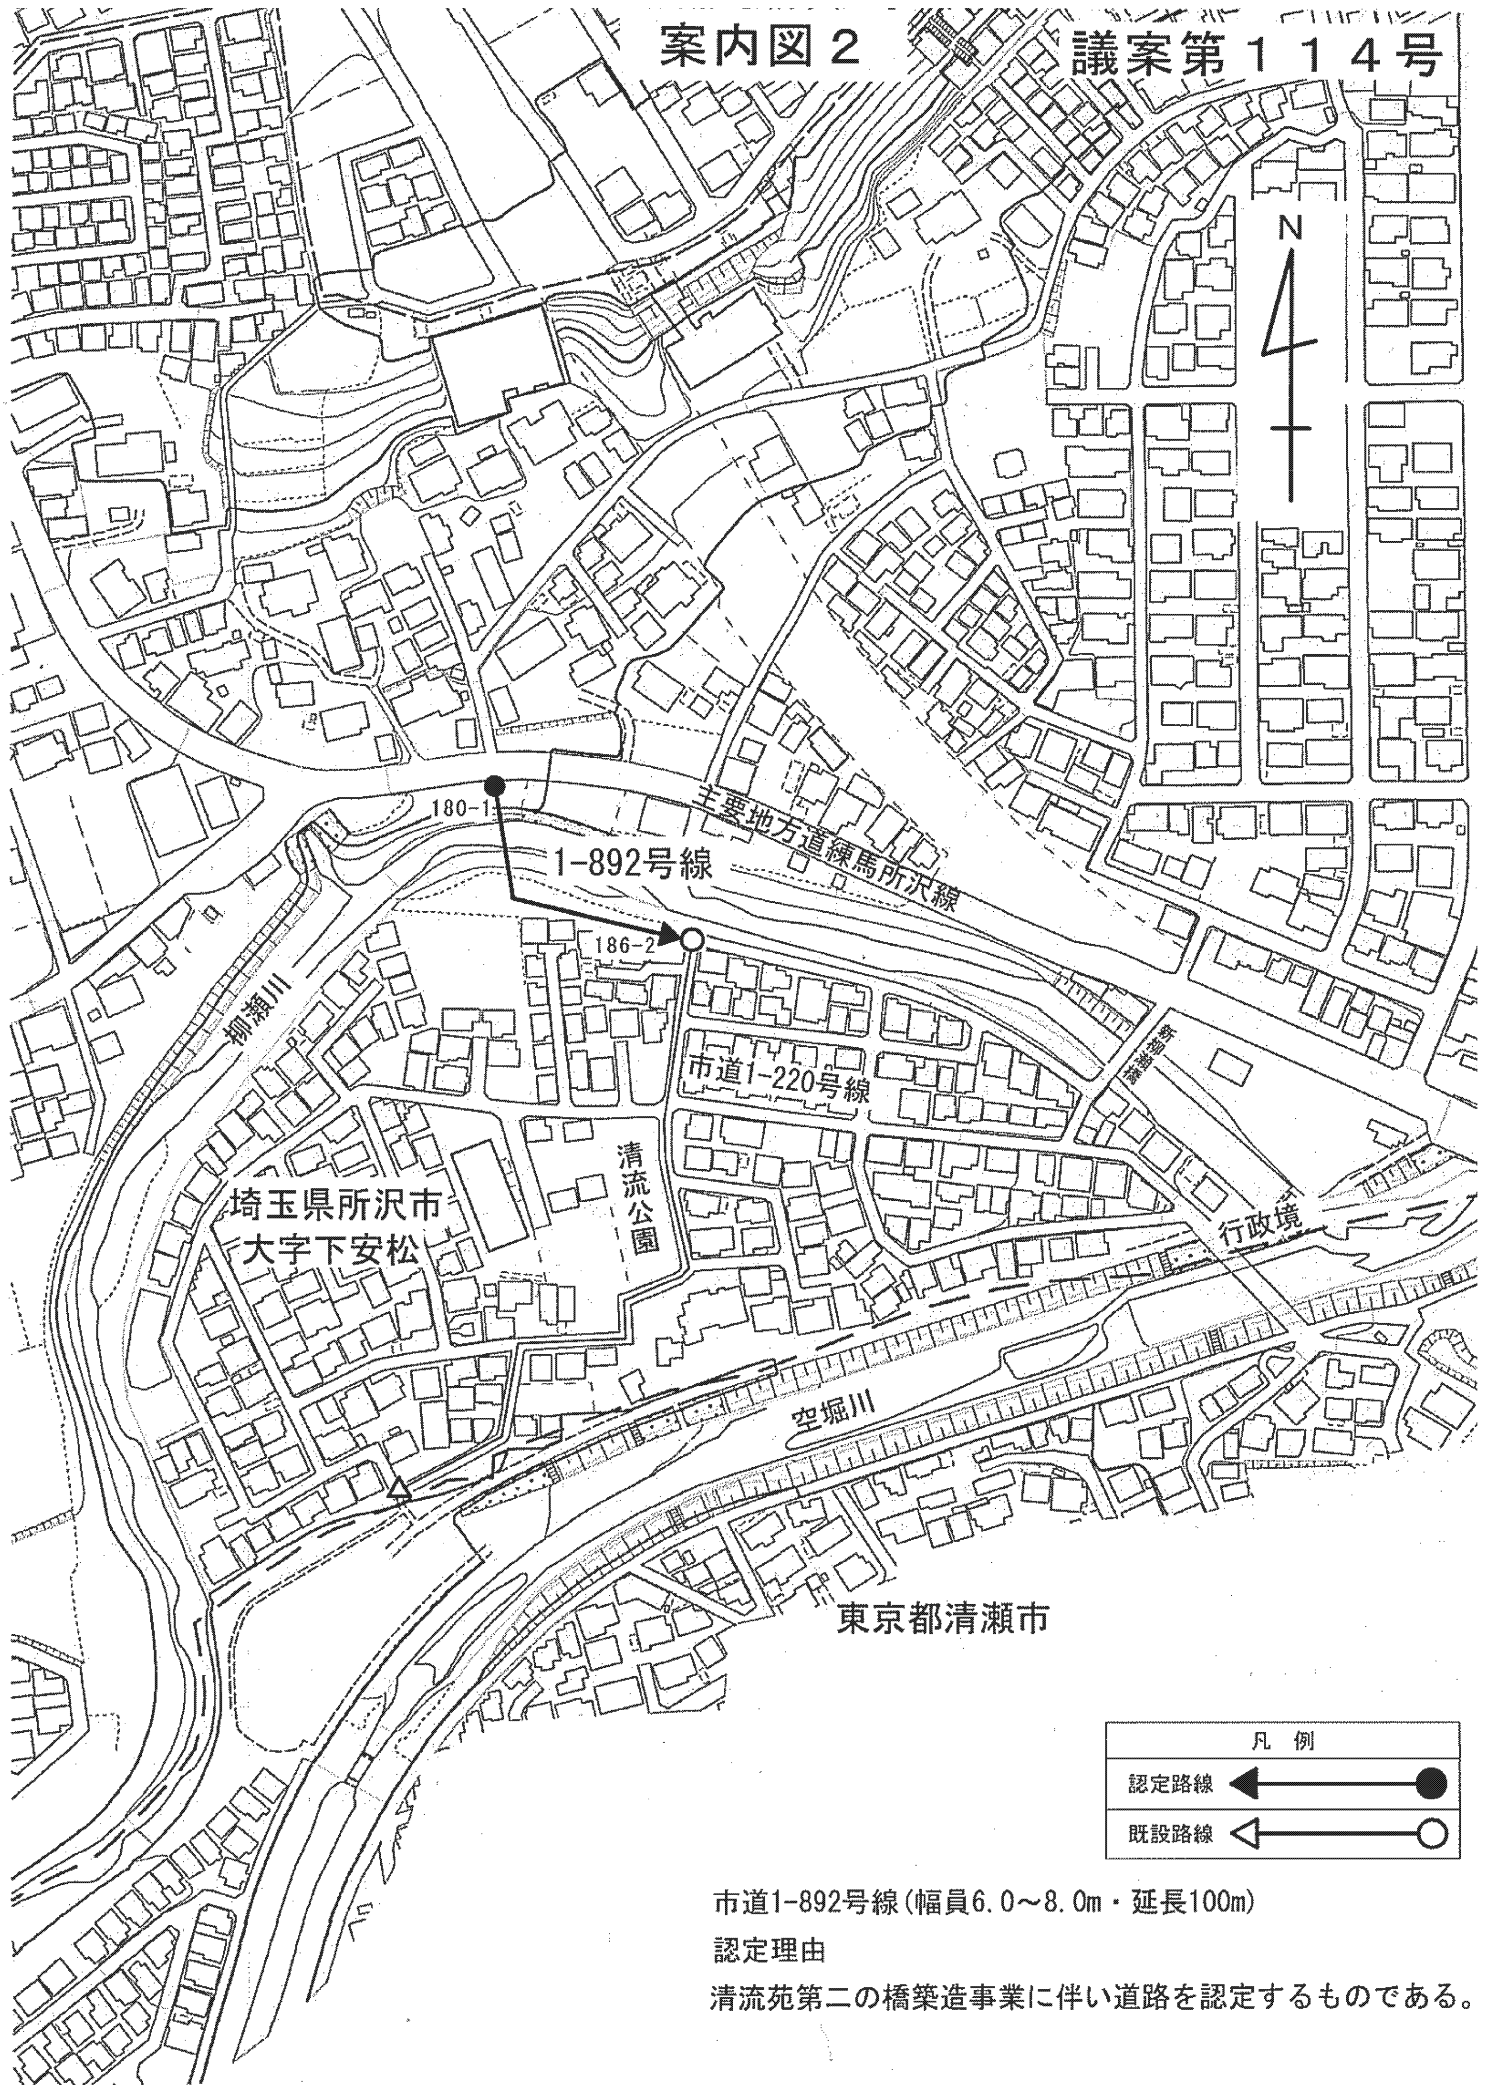 案内図2
議案第114号
N
180-1
1-892号線
主要地方道練馬所沢線
186-2
柳瀬川
新柳瀬橋
市道1-220号線
清流公園
埼玉県所沢市
大字下安松
行政境
空堀川
東京都清瀬市
凡 例
認定路線
既設路線
市道1-892号線(幅員6.0〜8.0m・延長100m)
認定理由
清流苑第二の橋築造事業に伴い道路を認定するものである。